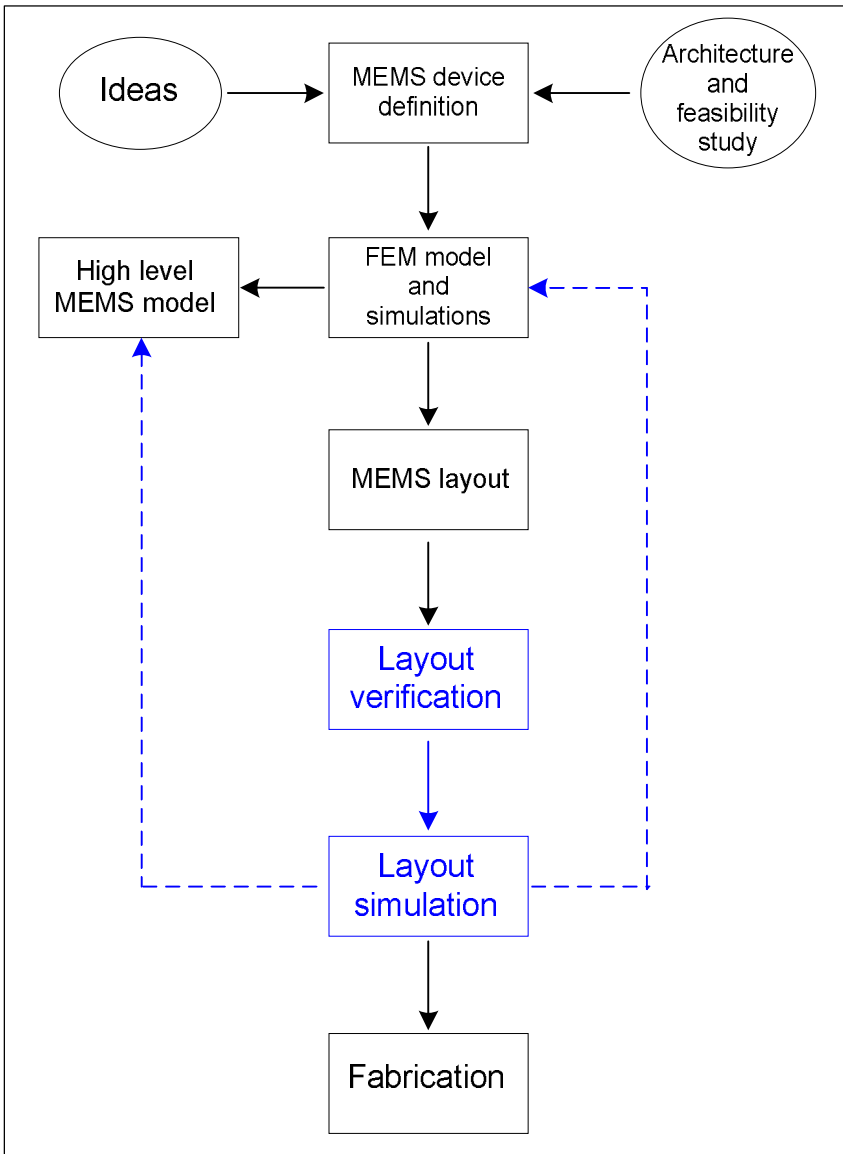 Ideas
MEMS device
definition
Architecture
and
feasibility
study
High level
MEMS model
FEM model
and
simulations
MEMS layout
Layout
verification
Layout
simulation
Fabrication